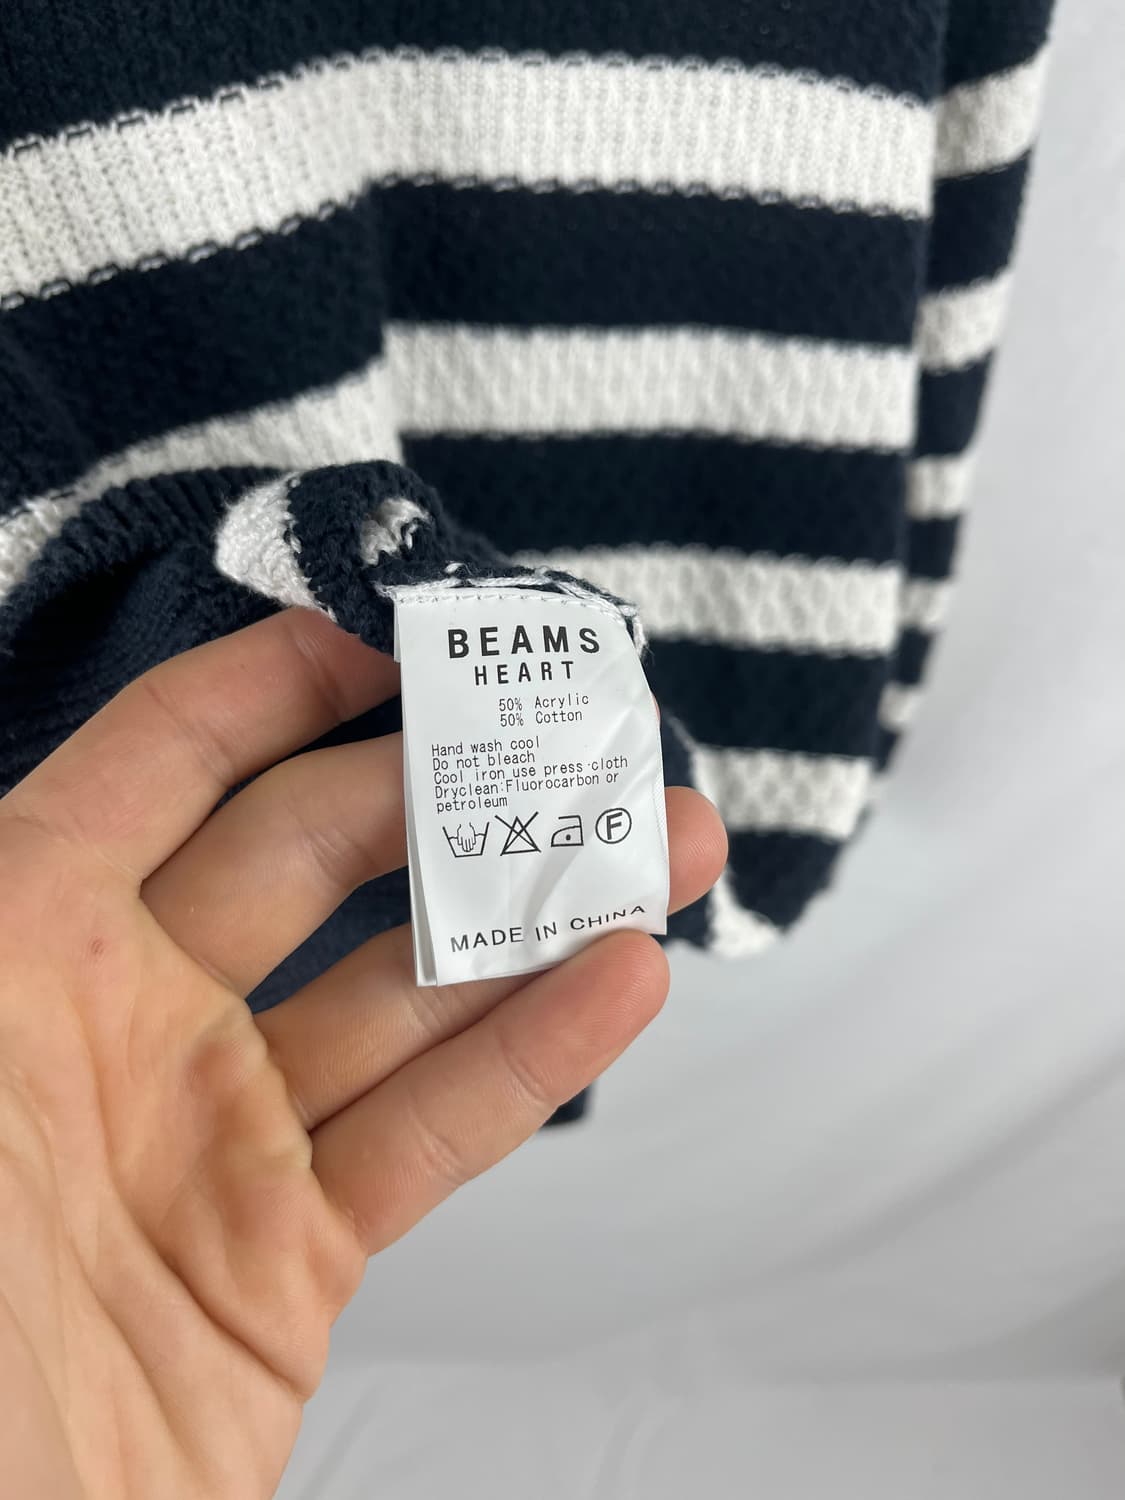 BEAMS
HEART
50% Acrylic
50% Cotton
Hand wash cool
Do not bleach
Cool iron use press cloth
Dryclean:Fluorocarbon or
petroleum
F
MADE IN CHINA